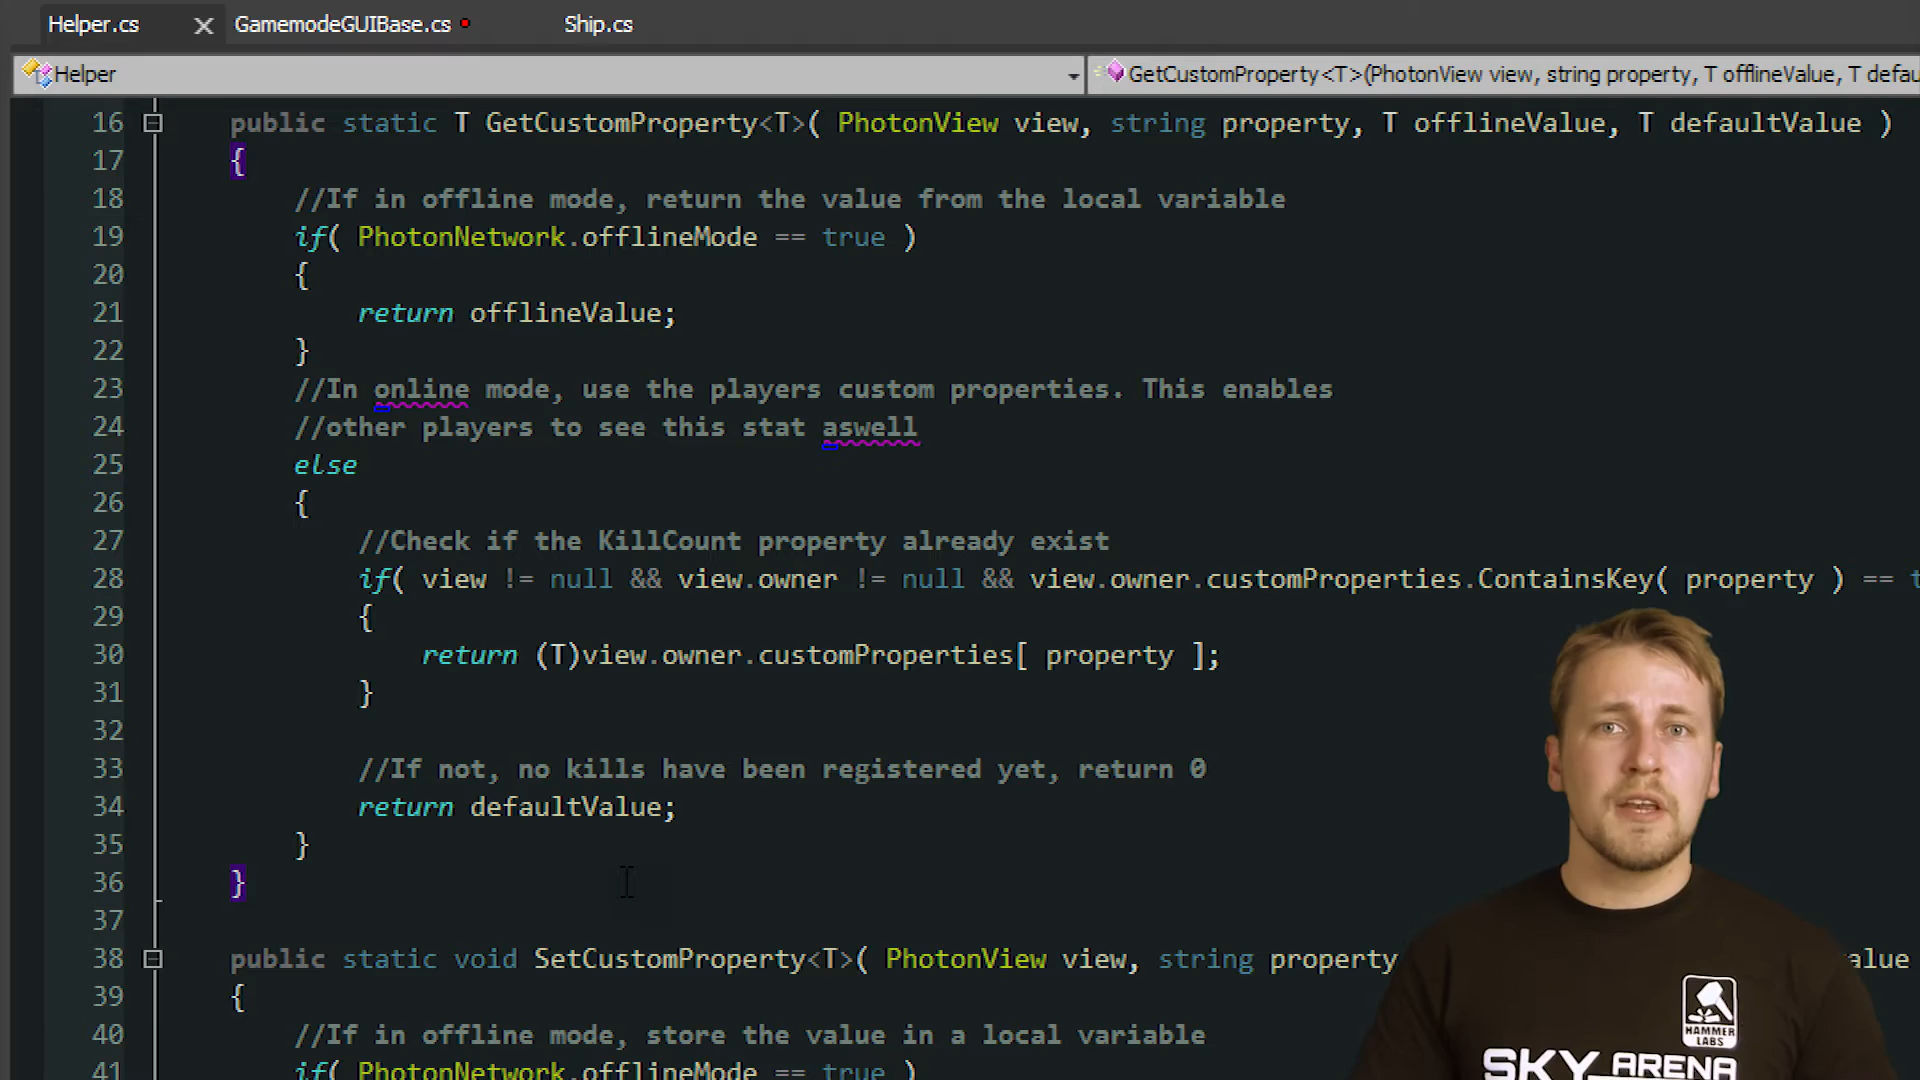 Helper.cs GamemodeGUIBase.cs Ship.cs
Helper GetCustomProperty<T>(PhotonView view, string property, T offlineValue, T defau
16 public static T GetCustomProperty<T>( PhotonView view, string property, T offlineValue, T defaultValue )
17 {
18 //If in offline mode, return the value from the local variable
19 if( PhotonNetwork.offlineMode == true )
20 {
21 return offlineValue;
22 }
23 //In online mode, use the players custom properties. This enables
24 //other players to see this stat aswell
25 else
26 {
27 //Check if the KillCount property already exist
28 if( view != null && view.owner != null && view.owner.customProperties.ContainsKey( property ) == t
29 {
30 return (T)view.owner.customProperties[ property ];
31 }
32
33 //If not, no kills have been registered yet, return 0
34 return defaultValue;
35 }
36 }
37
38 public static void SetCustomProperty<T>( PhotonView view, string property alue
39 {
40 //If in offline mode, store the value in a local variable
41 if( PhotonNetwork.offlineMode == true )
HAMMER
LABS
SKY ARENA